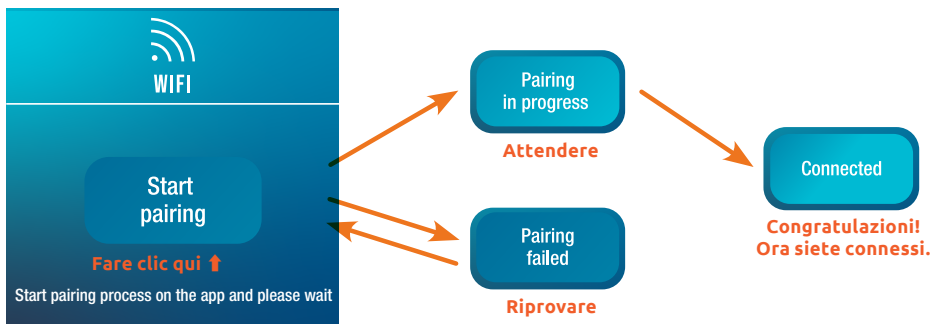 WIFI
Start
pairing
Fare clic qui
Start pairing process on the app and please wait
Pairing
in progress
Attendere
Pairing
failed
Riprovare
Connected
Congratulazioni!
Ora siete connessi.